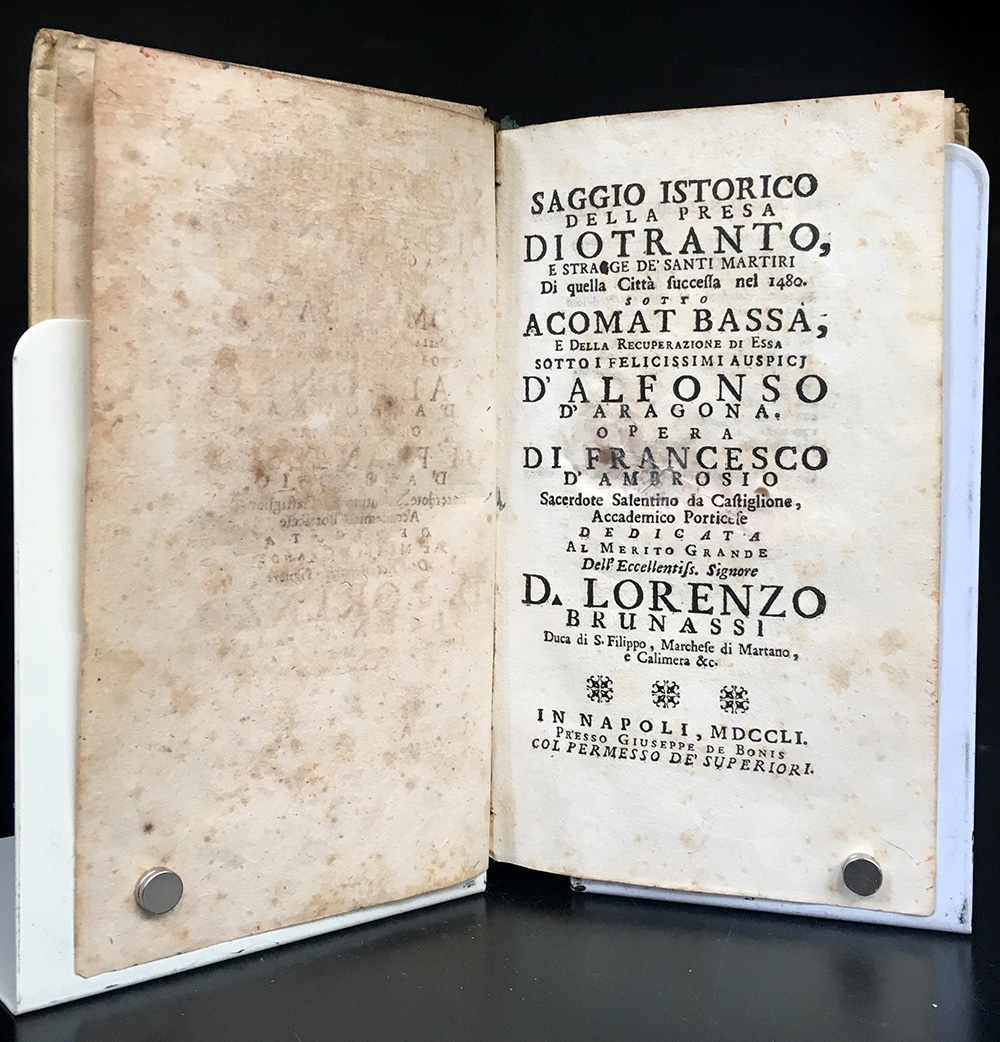 SAGGIO ISTORICO
DELLA PRESA
DI OTRANTO,
E STRAGGE DE' SANTI MARTIRI
Di quella Città ſucceſſa nel 1480.
SOTTO
ACOMAT BASSÀ,
E DELLA RECUPERAZIONE DI ESSA
SOTTO I FELICISSIMI AUSPICJ
D'ALFONSO
D'ARAGONA.
OPERA
DI FRANCESCO
D'AMBROSIO
Sacerdote Salentino da Caſtiglione,
Accademico Porticeſe
DEDICATA
AL MERITO GRANDE
Dell' Eccellentiſs. Signore
D. LORENZO
BRUNASSI
Duca di S. Filippo, Marcheſe di Martano,
e Calimera &c.
IN NAPOLI, MDCCLI.
PRESSO GIUSEPPE DE BONIS
COL PERMESSO DE' SUPERIORI.